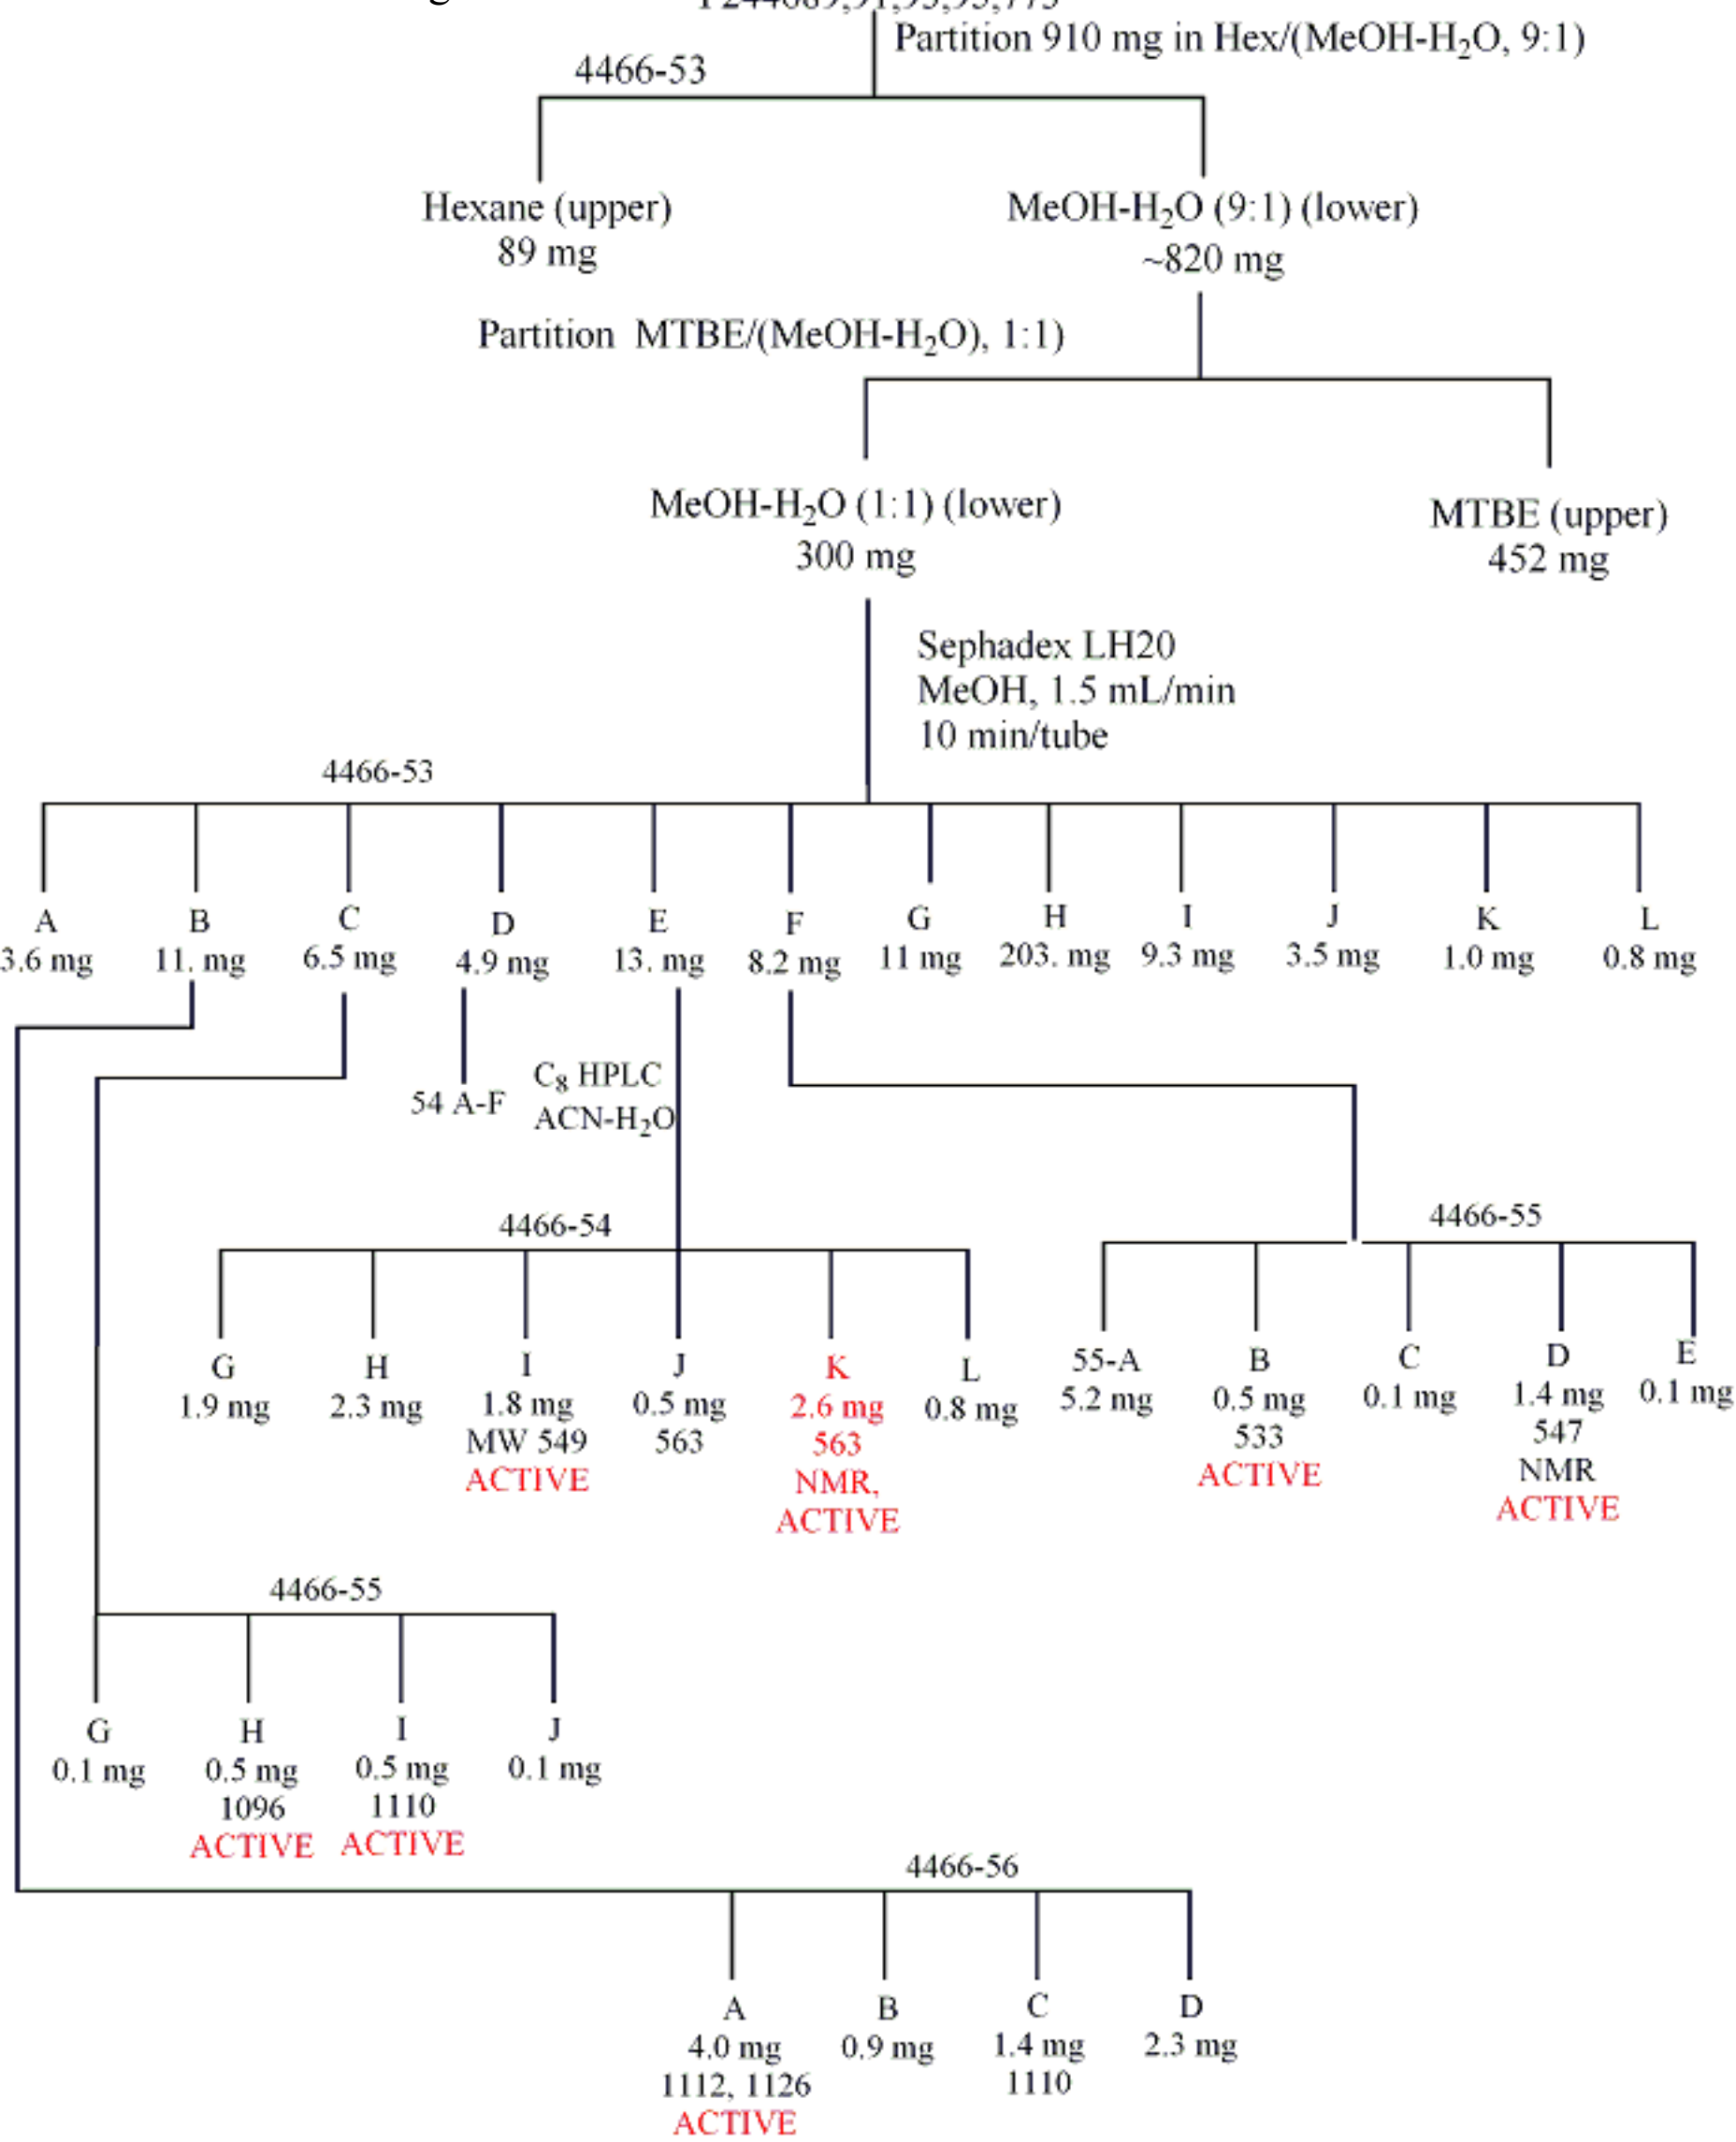 Partition 910 mg in Hex/(MeOH-H₂O, 9:1)
4466-53
Hexane (upper)
89 mg
MeOH-H₂O (9:1) (lower)
~820 mg
Partition MTBE/(MeOH-H₂O), 1:1)
MeOH-H₂O (1:1) (lower)
300 mg
MTBE (upper)
452 mg
Sephadex LH20
MeOH, 1.5 mL/min
10 min/tube
4466-53
A
3.6 mg
B
11. mg
C
6.5 mg
D
4.9 mg
E
13. mg
F
8.2 mg
G
11 mg
H
203. mg
I
9.3 mg
J
3.5 mg
K
1.0 mg
L
0.8 mg
54 A-F
C₈ HPLC
ACN-H₂O
4466-54
G
1.9 mg
H
2.3 mg
I
1.8 mg
MW 549
ACTIVE
J
0.5 mg
563
K
2.6 mg
563
NMR,
ACTIVE
L
0.8 mg
4466-55
55-A
5.2 mg
B
0.5 mg
533
ACTIVE
C
0.1 mg
D
1.4 mg
547
NMR
ACTIVE
E
0.1 mg
4466-55
G
0.1 mg
H
0.5 mg
1096
ACTIVE
I
0.5 mg
1110
ACTIVE
J
0.1 mg
4466-56
A
4.0 mg
1112, 1126
ACTIVE
B
0.9 mg
C
1.4 mg
1110
D
2.3 mg